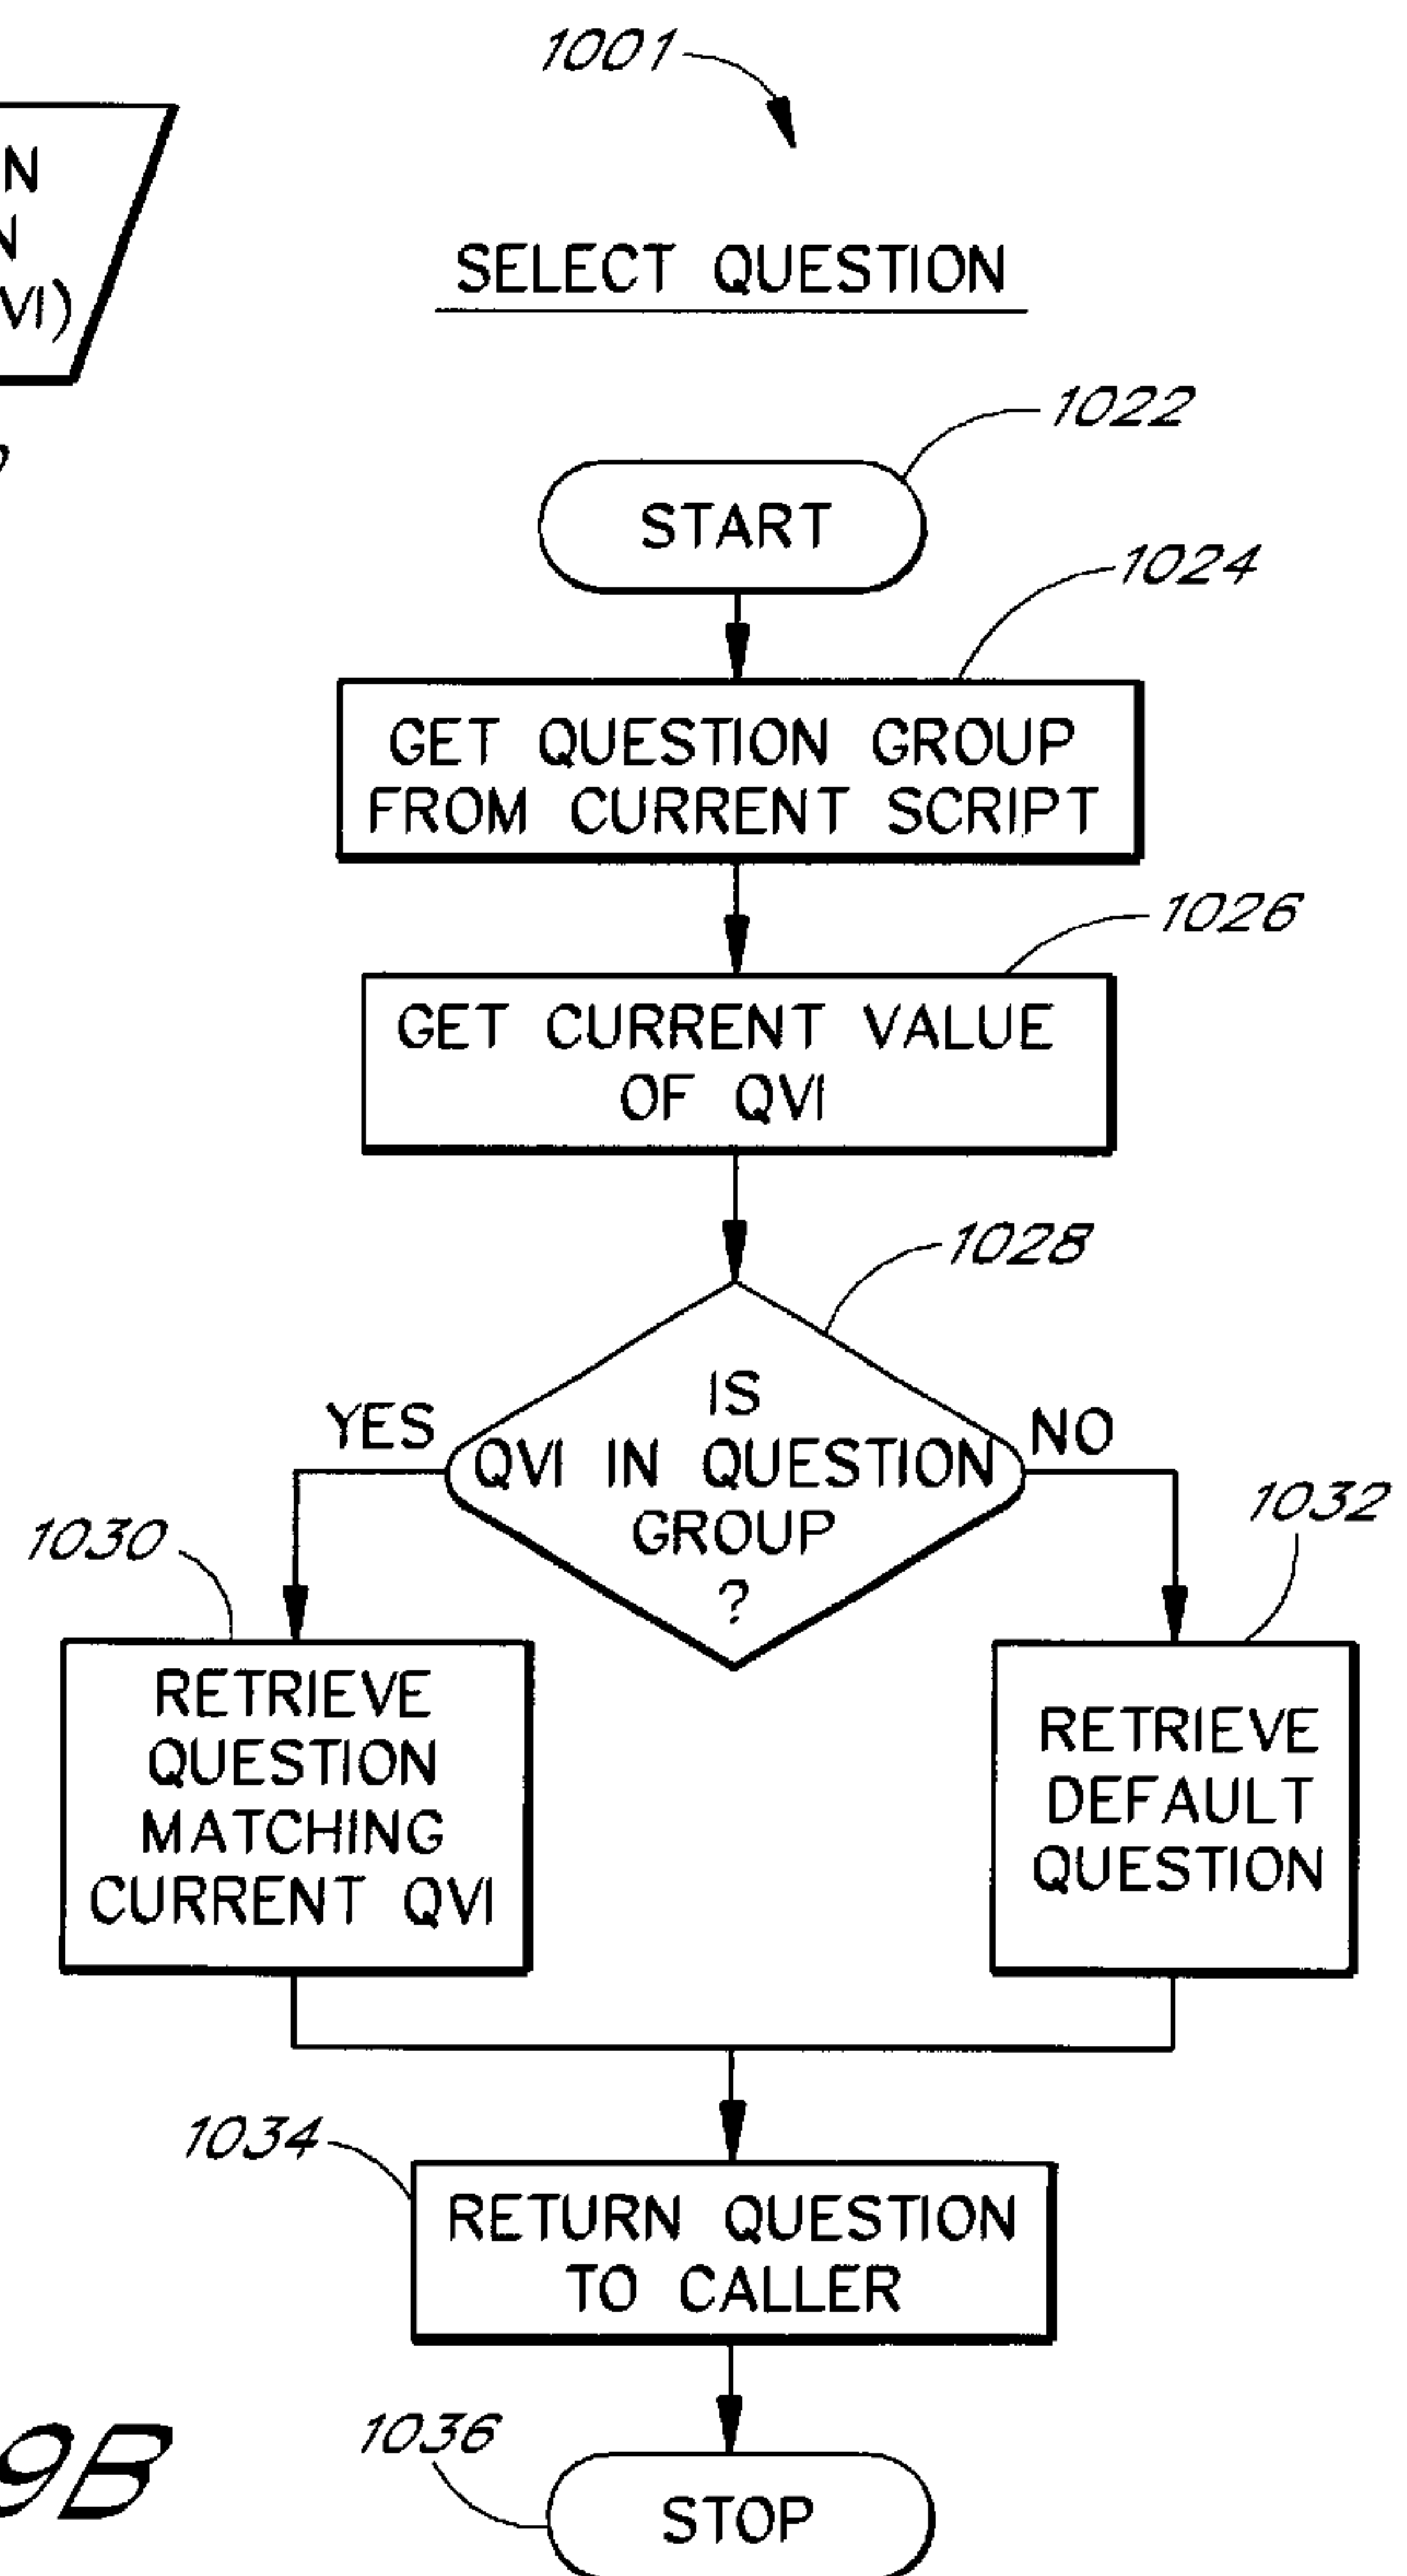 1001
N
N
VI)
SELECT QUESTION
1022
START
1024
GET QUESTION GROUP
FROM CURRENT SCRIPT
1026
GET CURRENT VALUE
OF QVI
1028
IS
QVI IN QUESTION
GROUP
?
YES
NO
1030
1032
RETRIEVE
QUESTION
MATCHING
CURRENT QVI
RETRIEVE
DEFAULT
QUESTION
1034
RETURN QUESTION
TO CALLER
1036
STOP
9B